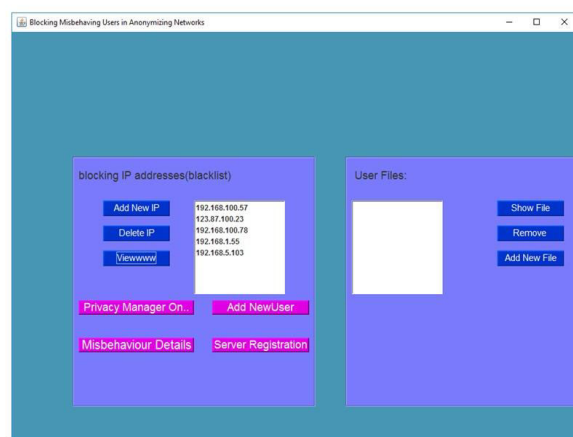 Blocking Misbehaving Users in Anonymizing Networks
blocking IP addresses(blacklist)
Add New IP
Delete IP
Viewwww
192.168.100.57
123.87.100.23
192.168.100.78
192.168.1.55
192.168.5.103
Privacy Manager On..
Add NewUser
Misbehaviour Details
Server Registration
User Files:
Show File
Remove
Add New File